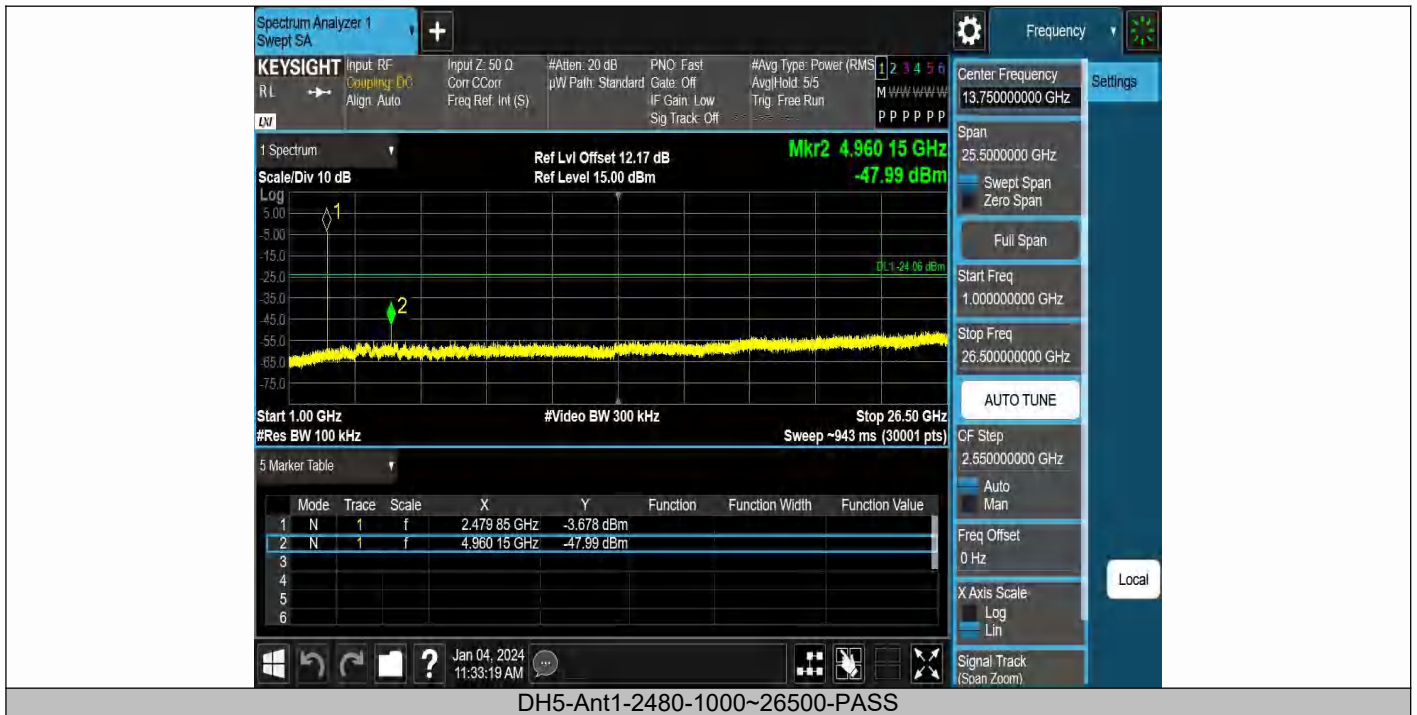 Spectrum Analyzer 1
Swept SA
+
Frequency
KEYSIGHT
RL
LXI
Input: RF
Coupling: DC
Align: Auto
Input Z: 50 Ω
Corr CCorr
Freq Ref: Int (S)
#Atten: 20 dB
µW Path: Standard
PNO: Fast
Gate: Off
IF Gain: Low
Sig Track: Off
#Avg Type: Power (RMS
Avg|Hold: 5/5
Trig: Free Run
1 2 3 4 5 6
M W W W W W
P P P P P P
1 Spectrum
Scale/Div 10 dB
Log
Ref Lvl Offset 12.17 dB
Ref Level 15.00 dBm
Mkr2 4.960 15 GHz
-47.99 dBm
5.00
-5.00
-15.0
-25.0
-35.0
-45.0
-55.0
-65.0
-75.0
1
2
DL1 -24.06 dBm
Start 1.00 GHz
#Video BW 300 kHz
Stop 26.50 GHz
#Res BW 100 kHz
Sweep ~943 ms (30001 pts)
5 Marker Table
Mode Trace Scale X Y Function Function Width Function Value
1 N 1 f 2.479 85 GHz -3.678 dBm
2 N 1 f 4.960 15 GHz -47.99 dBm
3
4
5
6
?
Jan 04, 2024
11:33:19 AM
Center Frequency
13.750000000 GHz
Settings
Span
25.5000000 GHz
Swept Span
Zero Span
Full Span
Start Freq
1.000000000 GHz
Stop Freq
26.500000000 GHz
AUTO TUNE
CF Step
2.550000000 GHz
Auto
Man
Freq Offset
0 Hz
X Axis Scale
Log
Lin
Signal Track
(Span Zoom)
Local
DH5-Ant1-2480-1000~26500-PASS